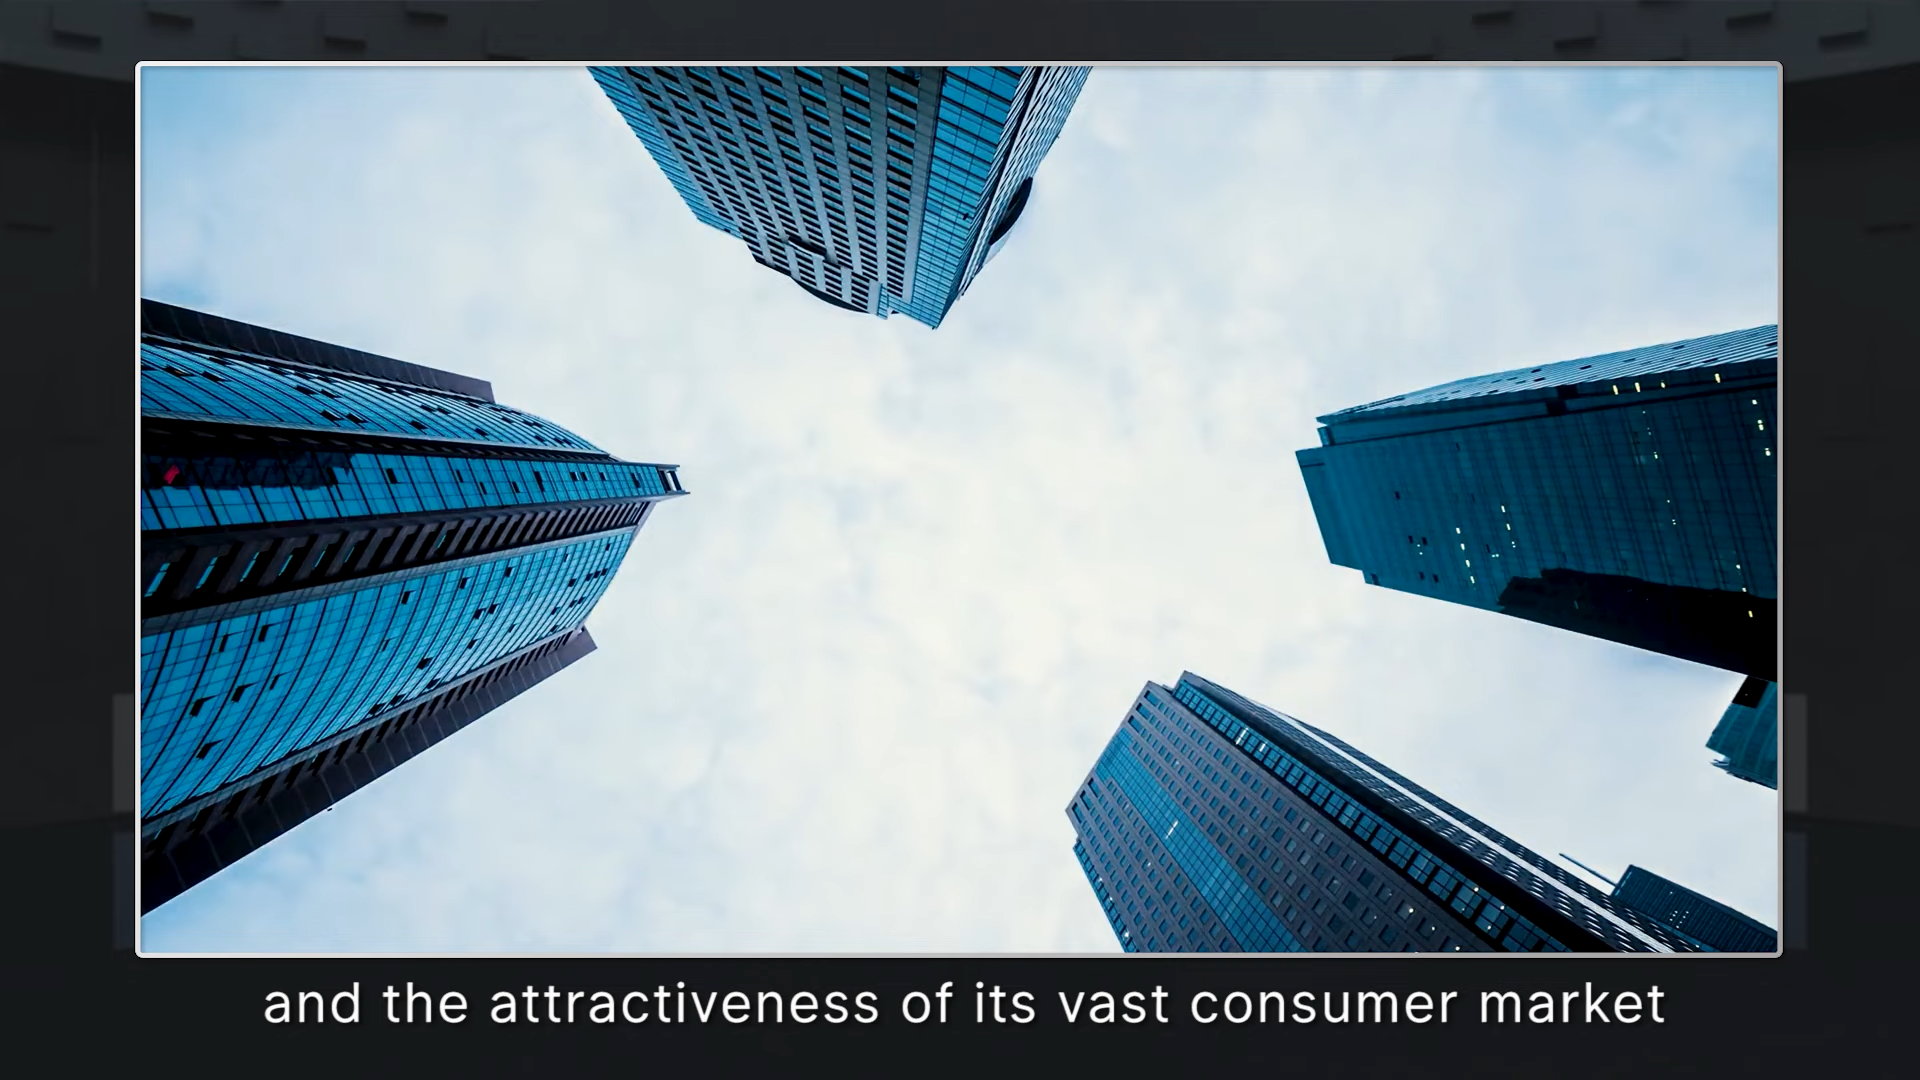 and the attractiveness of its vast consumer market